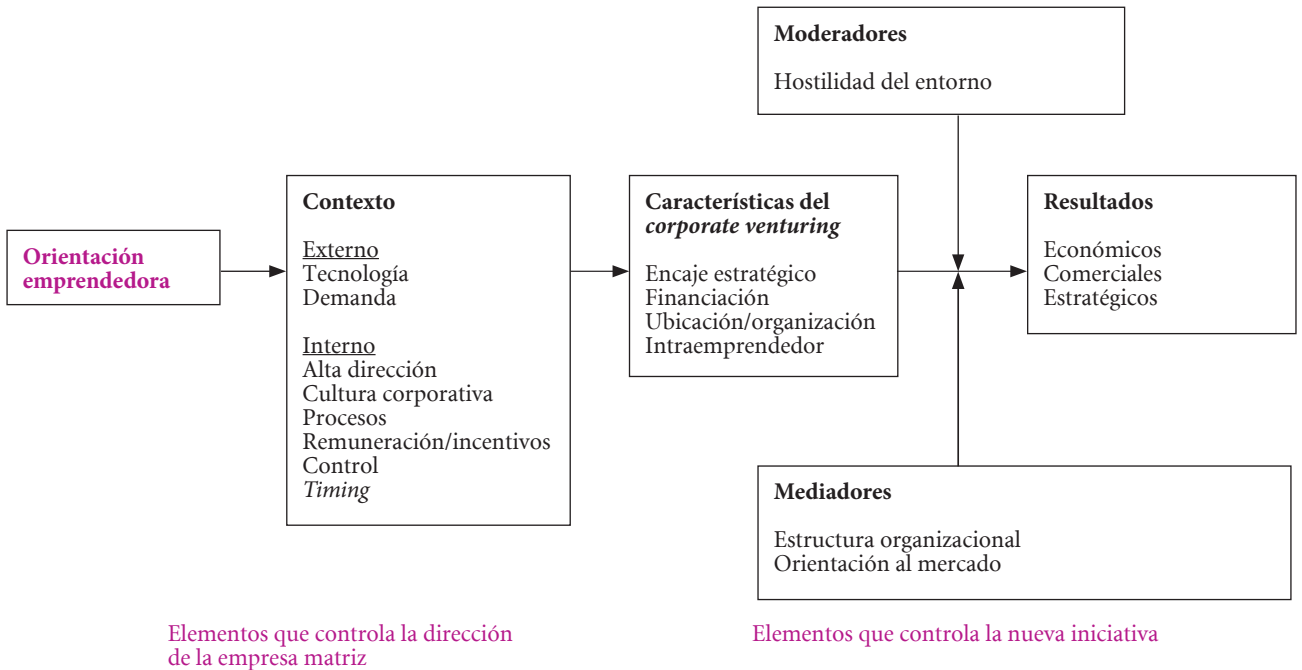 Moderadores
Hostilidad del entorno
Orientación
emprendedora
Contexto
Externo
Tecnología
Demanda
Interno
Alta dirección
Cultura corporativa
Procesos
Remuneración/incentivos
Control
Timing
Características del
corporate venturing
Encaje estratégico
Financiación
Ubicación/organización
Intraemprendedor
Resultados
Económicos
Comerciales
Estratégicos
Mediadores
Estructura organizacional
Orientación al mercado
Elementos que controla la dirección
de la empresa matriz
Elementos que controla la nueva iniciativa